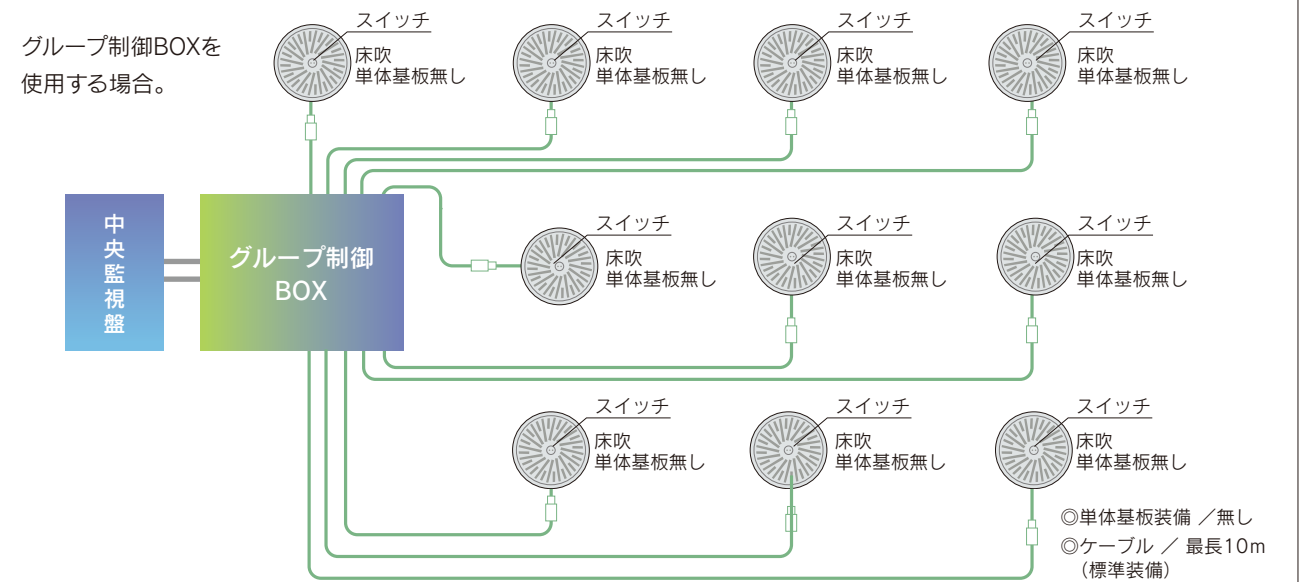 グループ制御BOXを
使用する場合。
スイッチ
床吹
単体基板無し
スイッチ
床吹
単体基板無し
スイッチ
床吹
単体基板無し
スイッチ
床吹
単体基板無し
中央監視盤
グループ制御
BOX
スイッチ
床吹
単体基板無し
スイッチ
床吹
単体基板無し
スイッチ
床吹
単体基板無し
スイッチ
床吹
単体基板無し
スイッチ
床吹
単体基板無し
スイッチ
床吹
単体基板無し
◎単体基板装備 ／無し
◎ケーブル ／ 最長10m
（標準装備）